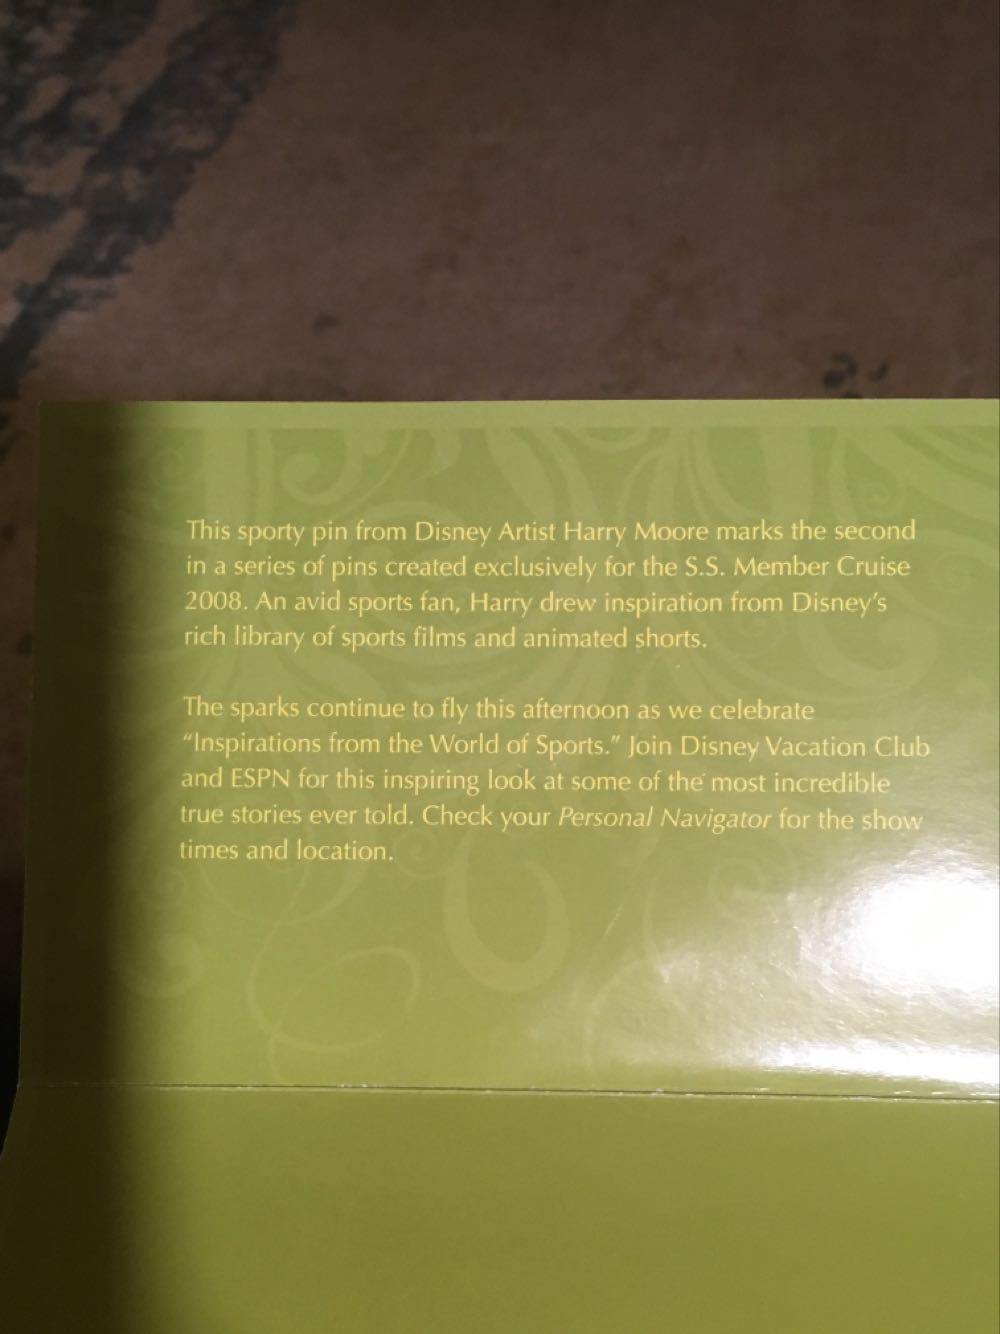 This sporty pin from Disney Artist Harry Moore marks the second
in a series of pins created exclusively for the S.S. Member Cruise
2008. An avid sports fan, Harry drew inspiration from Disney's
rich library of sports films and animated shorts.
The sparks continue to fly this afternoon as we celebrate
“Inspirations from the World of Sports.” Join Disney Vacation Club
and ESPN for this inspiring look at some of the most incredible
true stories ever told. Check your Personal Navigator for the show
times and location.